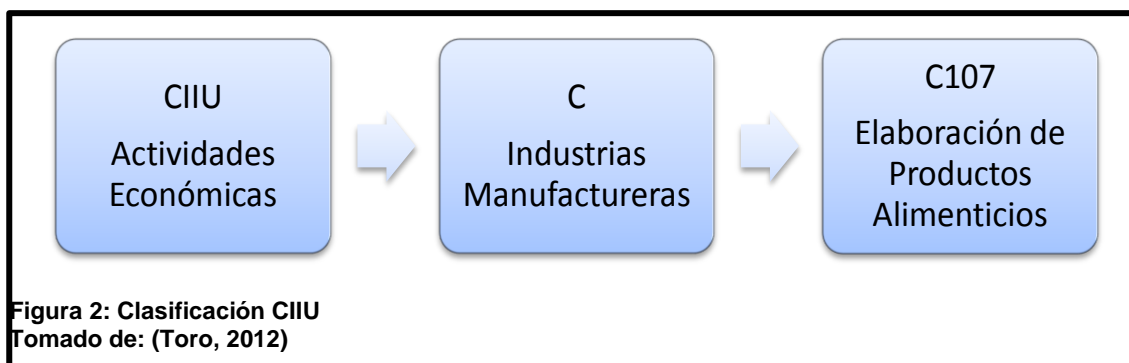 CIIU
Actividades
Económicas
C
Industrias
Manufactureras
C107
Elaboración de
Productos
Alimenticios
Figura 2: Clasificación CIIU
Tomado de: (Toro, 2012)